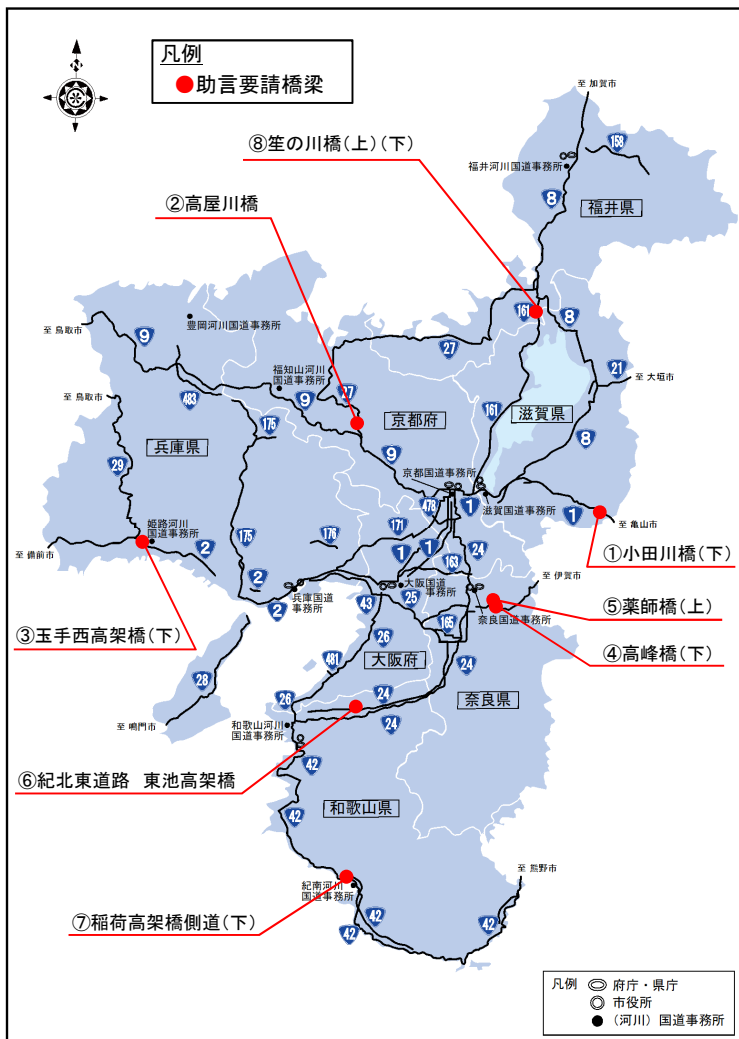 凡例
●助言要請橋梁
至 加賀市
⑧笙の川橋(上)(下)
158
福井河川国道事務所
②高屋川橋
8
福井県
161
8
豊岡河川国道事務所
至 鳥取市
9
27
21
至 大垣市
福知山河川
国道事務所
9
27
至 鳥取市
483
175
京都府
161
滋賀県
兵庫県
8
29
9
京都国道事務所
478
1
滋賀国道事務所
1
至 亀山市
姫路河川
国道事務所
175
176
171
①小田川橋(下)
至 備前市
2
1
1
24
163
2
大阪国道
事務所
至 伊賀市
兵庫国道
事務所
2
43
25
奈良国道事務所
⑤薬師橋(上)
③玉手西高架橋(下)
165
26
④高峰橋(下)
481
大阪府
24
28
24
奈良県
26
至 鳴門市
和歌山河川
国道事務所
24
42
⑥紀北東道路 東池高架橋
42
和歌山県
至 熊野市
紀南河川
国道事務所
⑦稲荷高架橋側道(下)
42
42
42
凡例
府庁・県庁
市役所
(河川)国道事務所